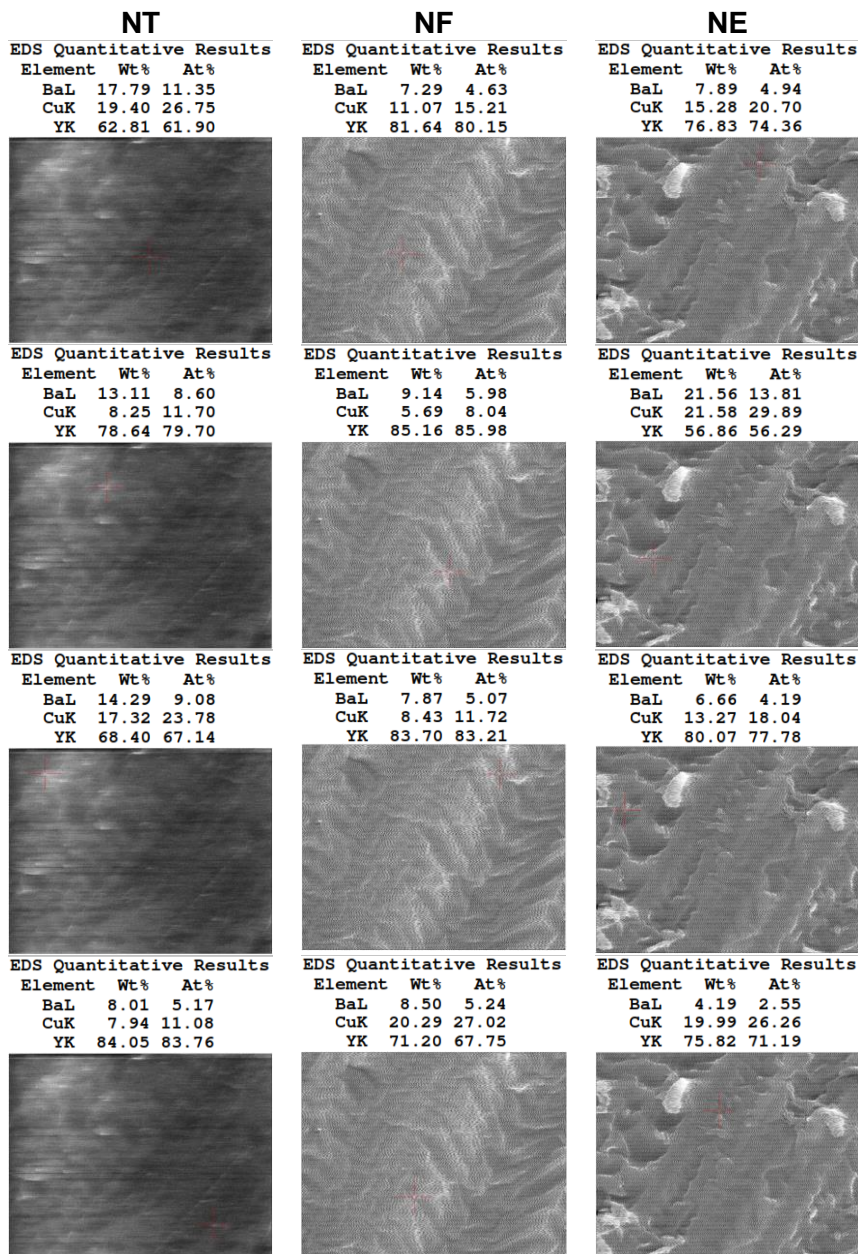 NT
EDS Quantitative Results
Element Wt% At%
BaL 17.79 11.35
CuK 19.40 26.75
YK 62.81 61.90
EDS Quantitative Results
Element Wt% At%
BaL 13.11 8.60
CuK 8.25 11.70
YK 78.64 79.70
EDS Quantitative Results
Element Wt% At%
BaL 14.29 9.08
CuK 17.32 23.78
YK 68.40 67.14
EDS Quantitative Results
Element Wt% At%
BaL 8.01 5.17
CuK 7.94 11.08
YK 84.05 83.76
NF
EDS Quantitative Results
Element Wt% At%
BaL 7.29 4.63
CuK 11.07 15.21
YK 81.64 80.15
EDS Quantitative Results
Element Wt% At%
BaL 9.14 5.98
CuK 5.69 8.04
YK 85.16 85.98
EDS Quantitative Results
Element Wt% At%
BaL 7.87 5.07
CuK 8.43 11.72
YK 83.70 83.21
EDS Quantitative Results
Element Wt% At%
BaL 8.50 5.24
CuK 20.29 27.02
YK 71.20 67.75
NE
EDS Quantitative Results
Element Wt% At%
BaL 7.89 4.94
CuK 15.28 20.70
YK 76.83 74.36
EDS Quantitative Results
Element Wt% At%
BaL 21.56 13.81
CuK 21.58 29.89
YK 56.86 56.29
EDS Quantitative Results
Element Wt% At%
BaL 6.66 4.19
CuK 13.27 18.04
YK 80.07 77.78
EDS Quantitative Results
Element Wt% At%
BaL 4.19 2.55
CuK 19.99 26.26
YK 75.82 71.19